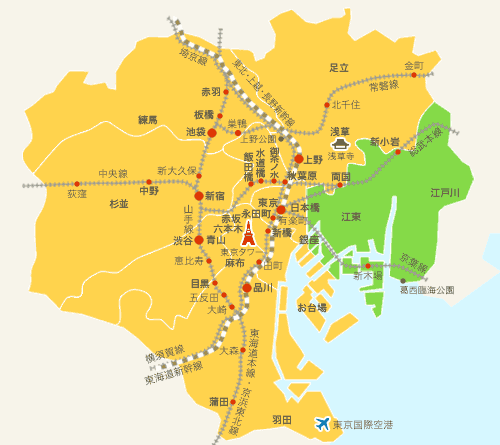 埼京線
東北・上越・長野新幹線
足立
金町
常磐線
赤羽
北千住
練馬
板橋
巣鴨
池袋
上野公園
浅草
浅草寺
新小岩
総武本線
飯田橋
水道橋
御茶ノ水
上野
秋葉原
両国
中央線
新大久保
荻窪
中野
新宿
江戸川
杉並
山手線
赤坂
永田町
東京
日本橋
有楽町
江東
六本木
新橋
銀座
渋谷
青山
東京タワー
恵比寿
麻布
田町
新木場
京葉線
葛西臨海公園
目黒
品川
五反田
大崎
お台場
横須賀線
東海道新幹線
大森
東海道本線・京浜東北線
蒲田
羽田
東京国際空港